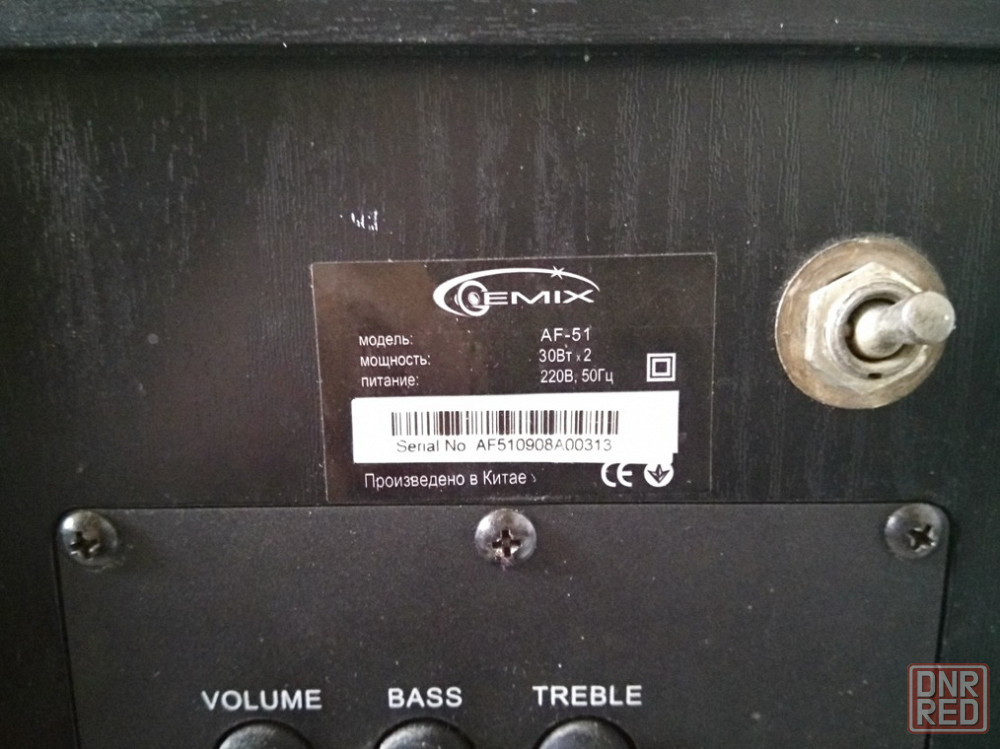 GEMIX
модель: AF-51
мощность: 30Вт x 2
питание: 220В, 50Гц
Serial No AF510908A00313
Произведено в Китае
CE
VOLUME BASS TREBLE
DNR
RED